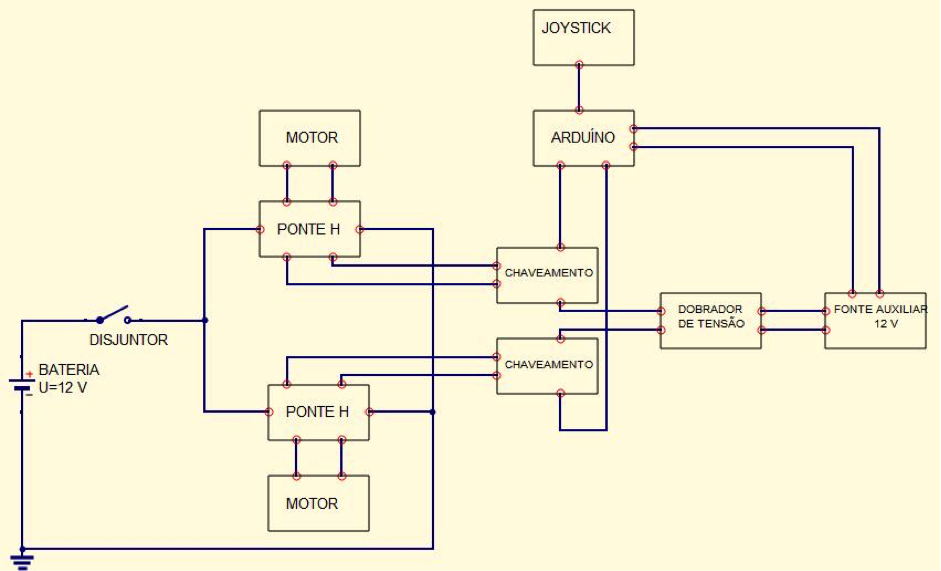 JOYSTICK
MOTOR
ARDUÍNO
PONTE H
CHAVEAMENTO
DOBRADOR
DE TENSÃO
FONTE AUXILIAR
12 V
DISJUNTOR
CHAVEAMENTO
+ BATERIA
U=12 V
–
PONTE H
MOTOR